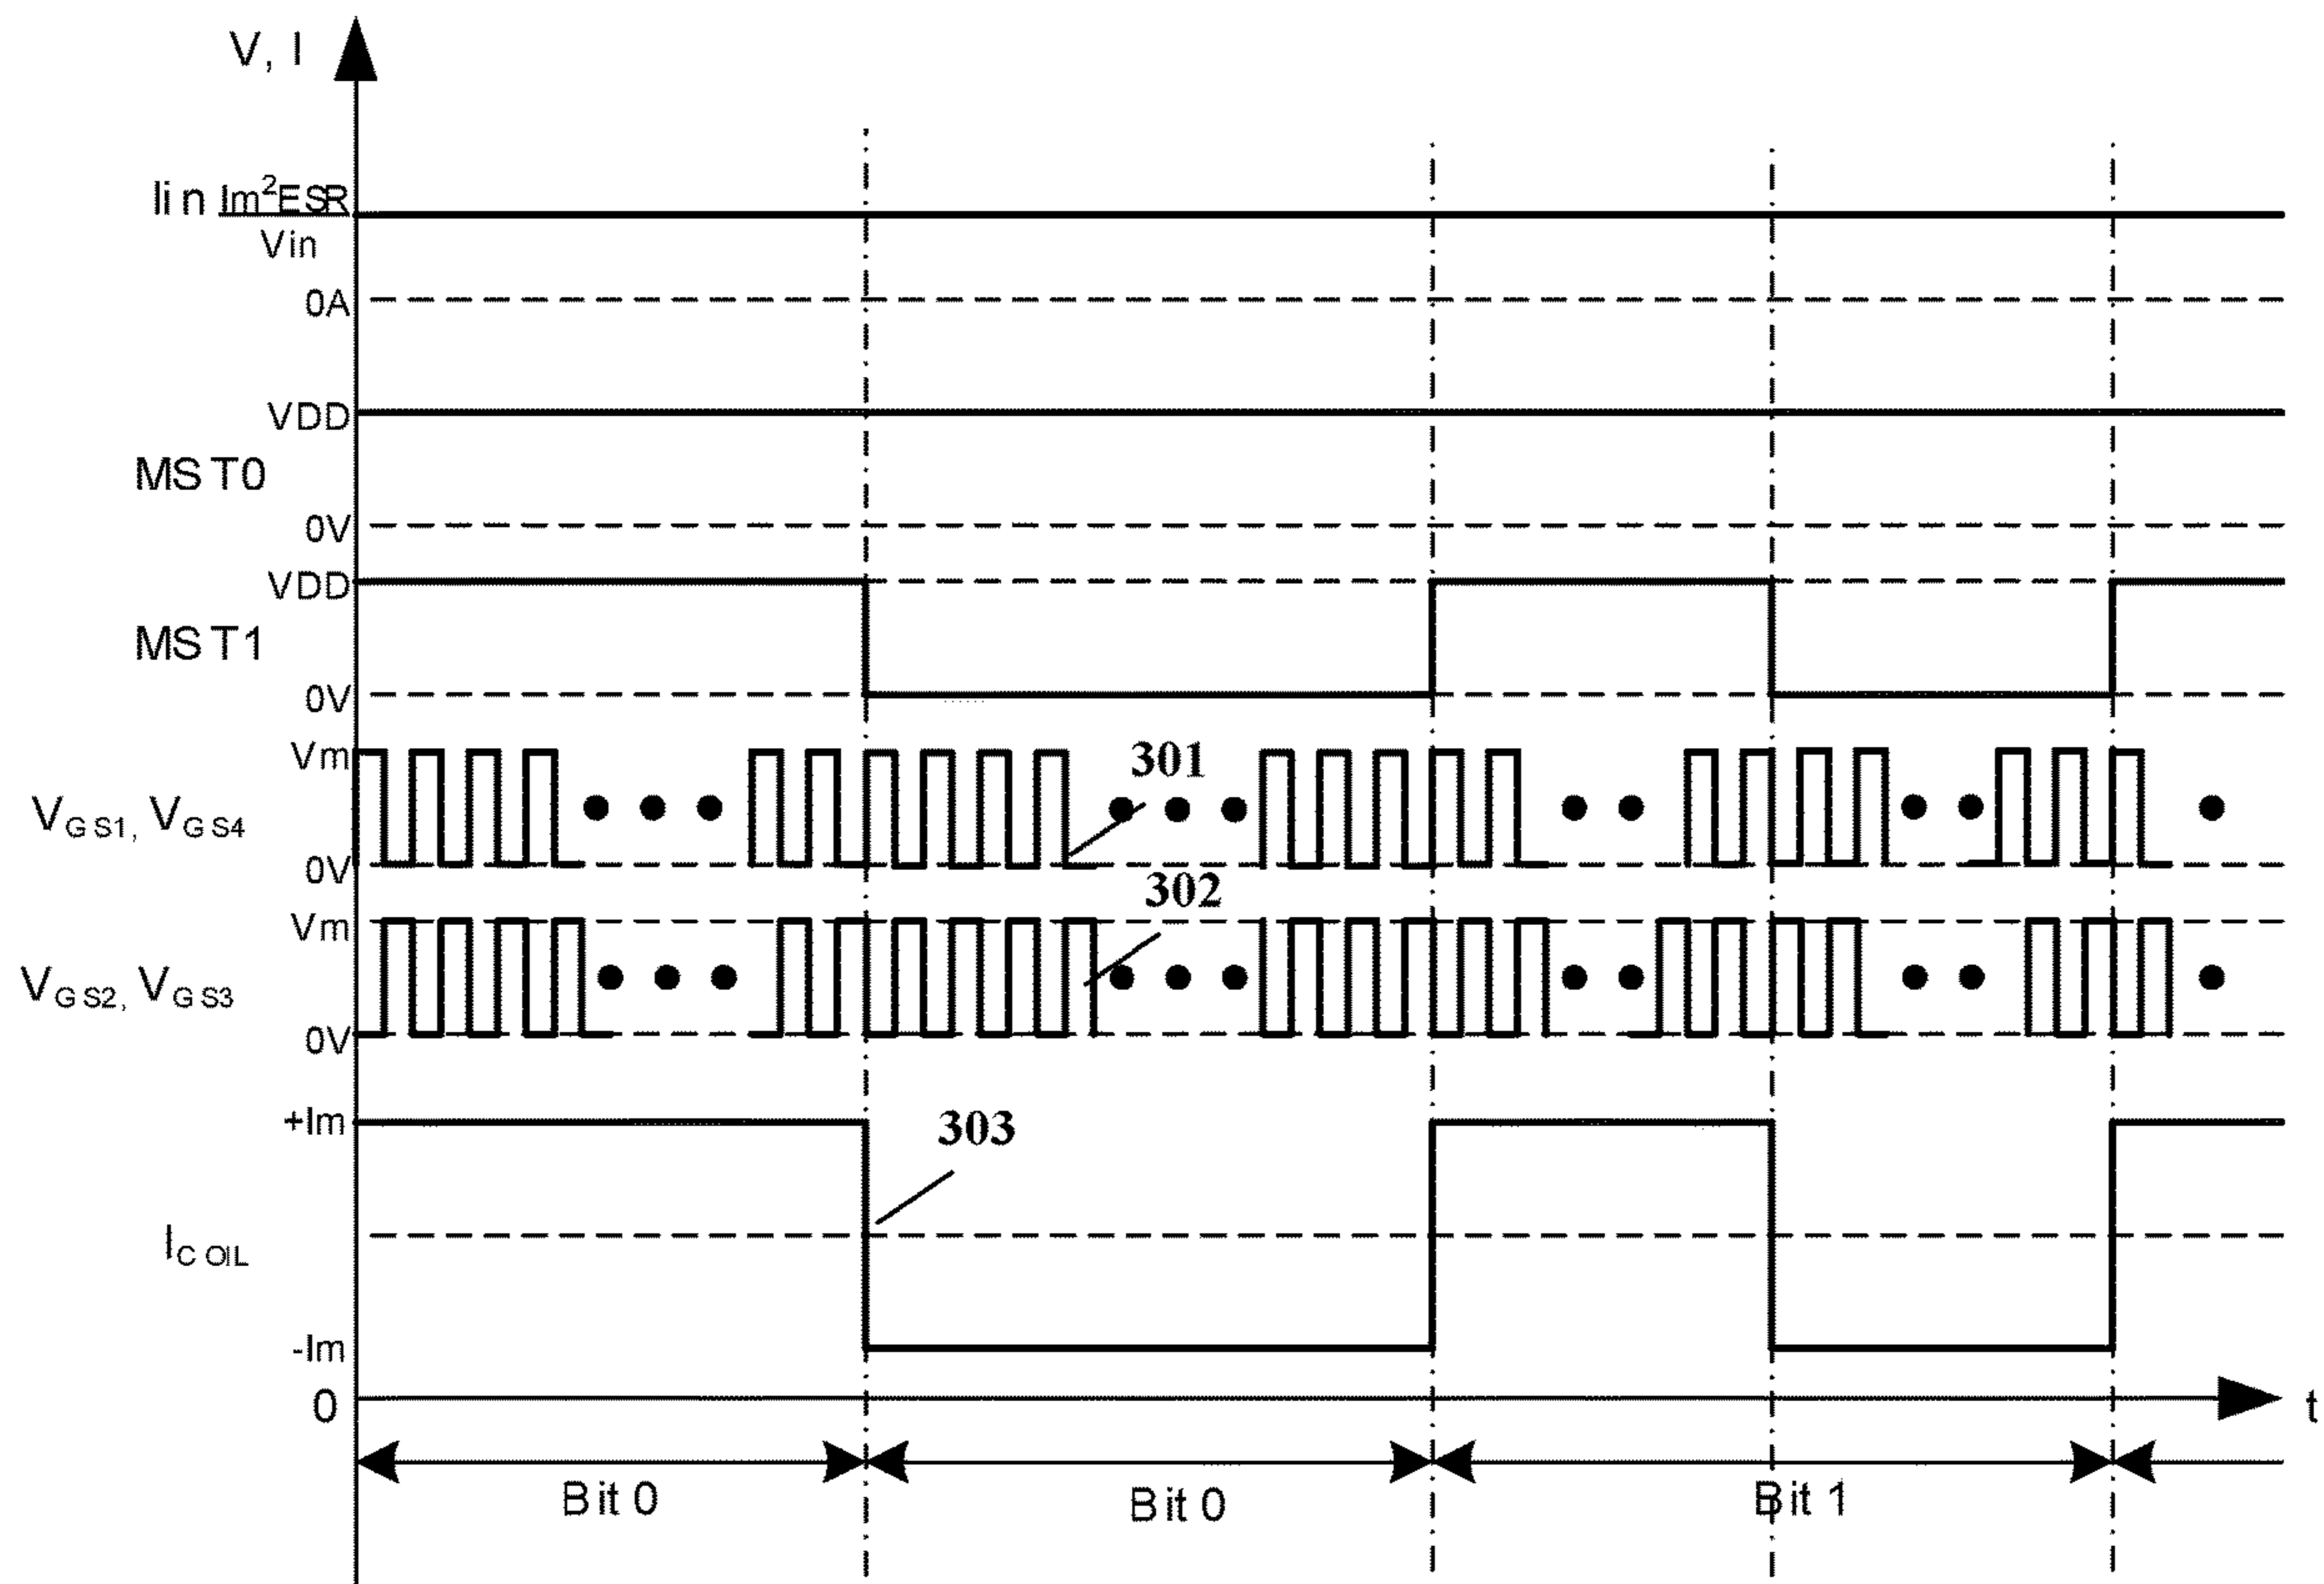 V, I
Iin Im²ESR
Vin
0A
VDD
MST0
0V
VDD
MST1
0V
Vm
301
VGS1, VGS4
0V
302
Vm
VGS2, VGS3
0V
+Im
303
ICOIL
-Im
0
t
Bit 0
Bit 0
Bit 1